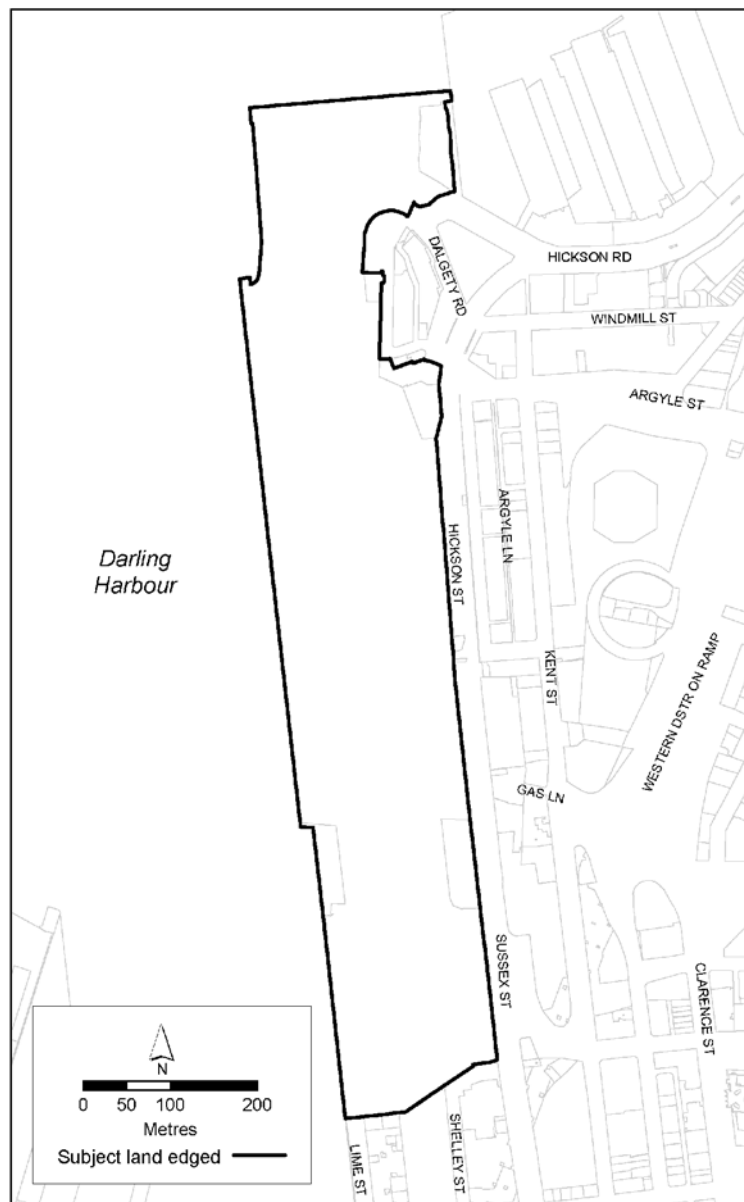 HICKSON RD
DALGETY RD
WINDMILL ST
ARGYLE ST
ARGYLE LN
HICKSON ST
Darling
Harbour
KENT ST
WESTERN DSTR ON RAMP
GAS LN
SUSSEX ST
CLARENCE ST
N
0 50 100 200
Metres
Subject land edged
LIME ST
SHELLEY ST